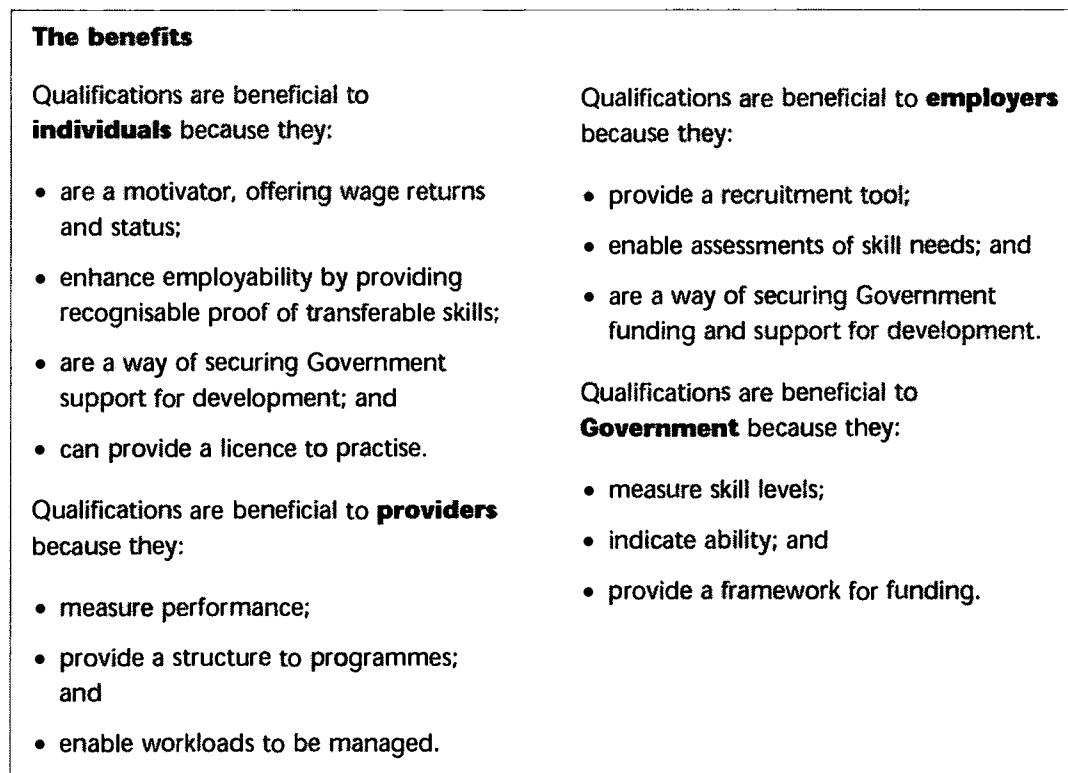 The benefits
Qualifications are beneficial to
individuals because they:
• are a motivator, offering wage returns
and status;
• enhance employability by providing
recognisable proof of transferable skills;
• are a way of securing Government
support for development; and
• can provide a licence to practise.
Qualifications are beneficial to providers
because they:
• measure performance;
• provide a structure to programmes;
and
• enable workloads to be managed.
Qualifications are beneficial to employers
because they:
• provide a recruitment tool;
• enable assessments of skill needs; and
• are a way of securing Government
funding and support for development.
Qualifications are beneficial to
Government because they:
• measure skill levels;
• indicate ability; and
• provide a framework for funding.